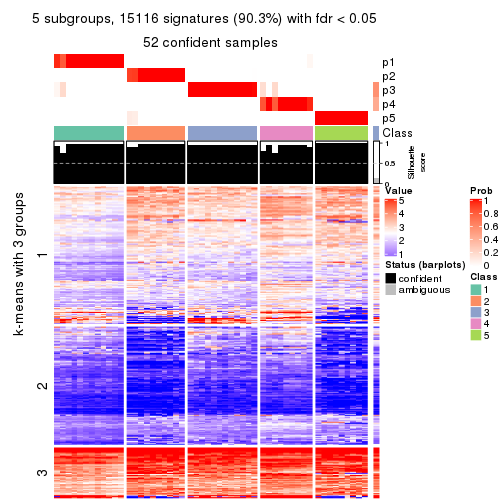 5 subgroups, 15116 signatures (90.3%) with fdr < 0.05
52 confident samples
p1
p2
p3
p4
p5
Class
1
0.5
0
Silhouette
score
k-means with 3 groups
1
2
3
Value
5
4
3
2
1
Status (barplots)
confident
ambiguous
Prob
1
0.8
0.6
0.4
0.2
0
Class
1
2
3
4
5